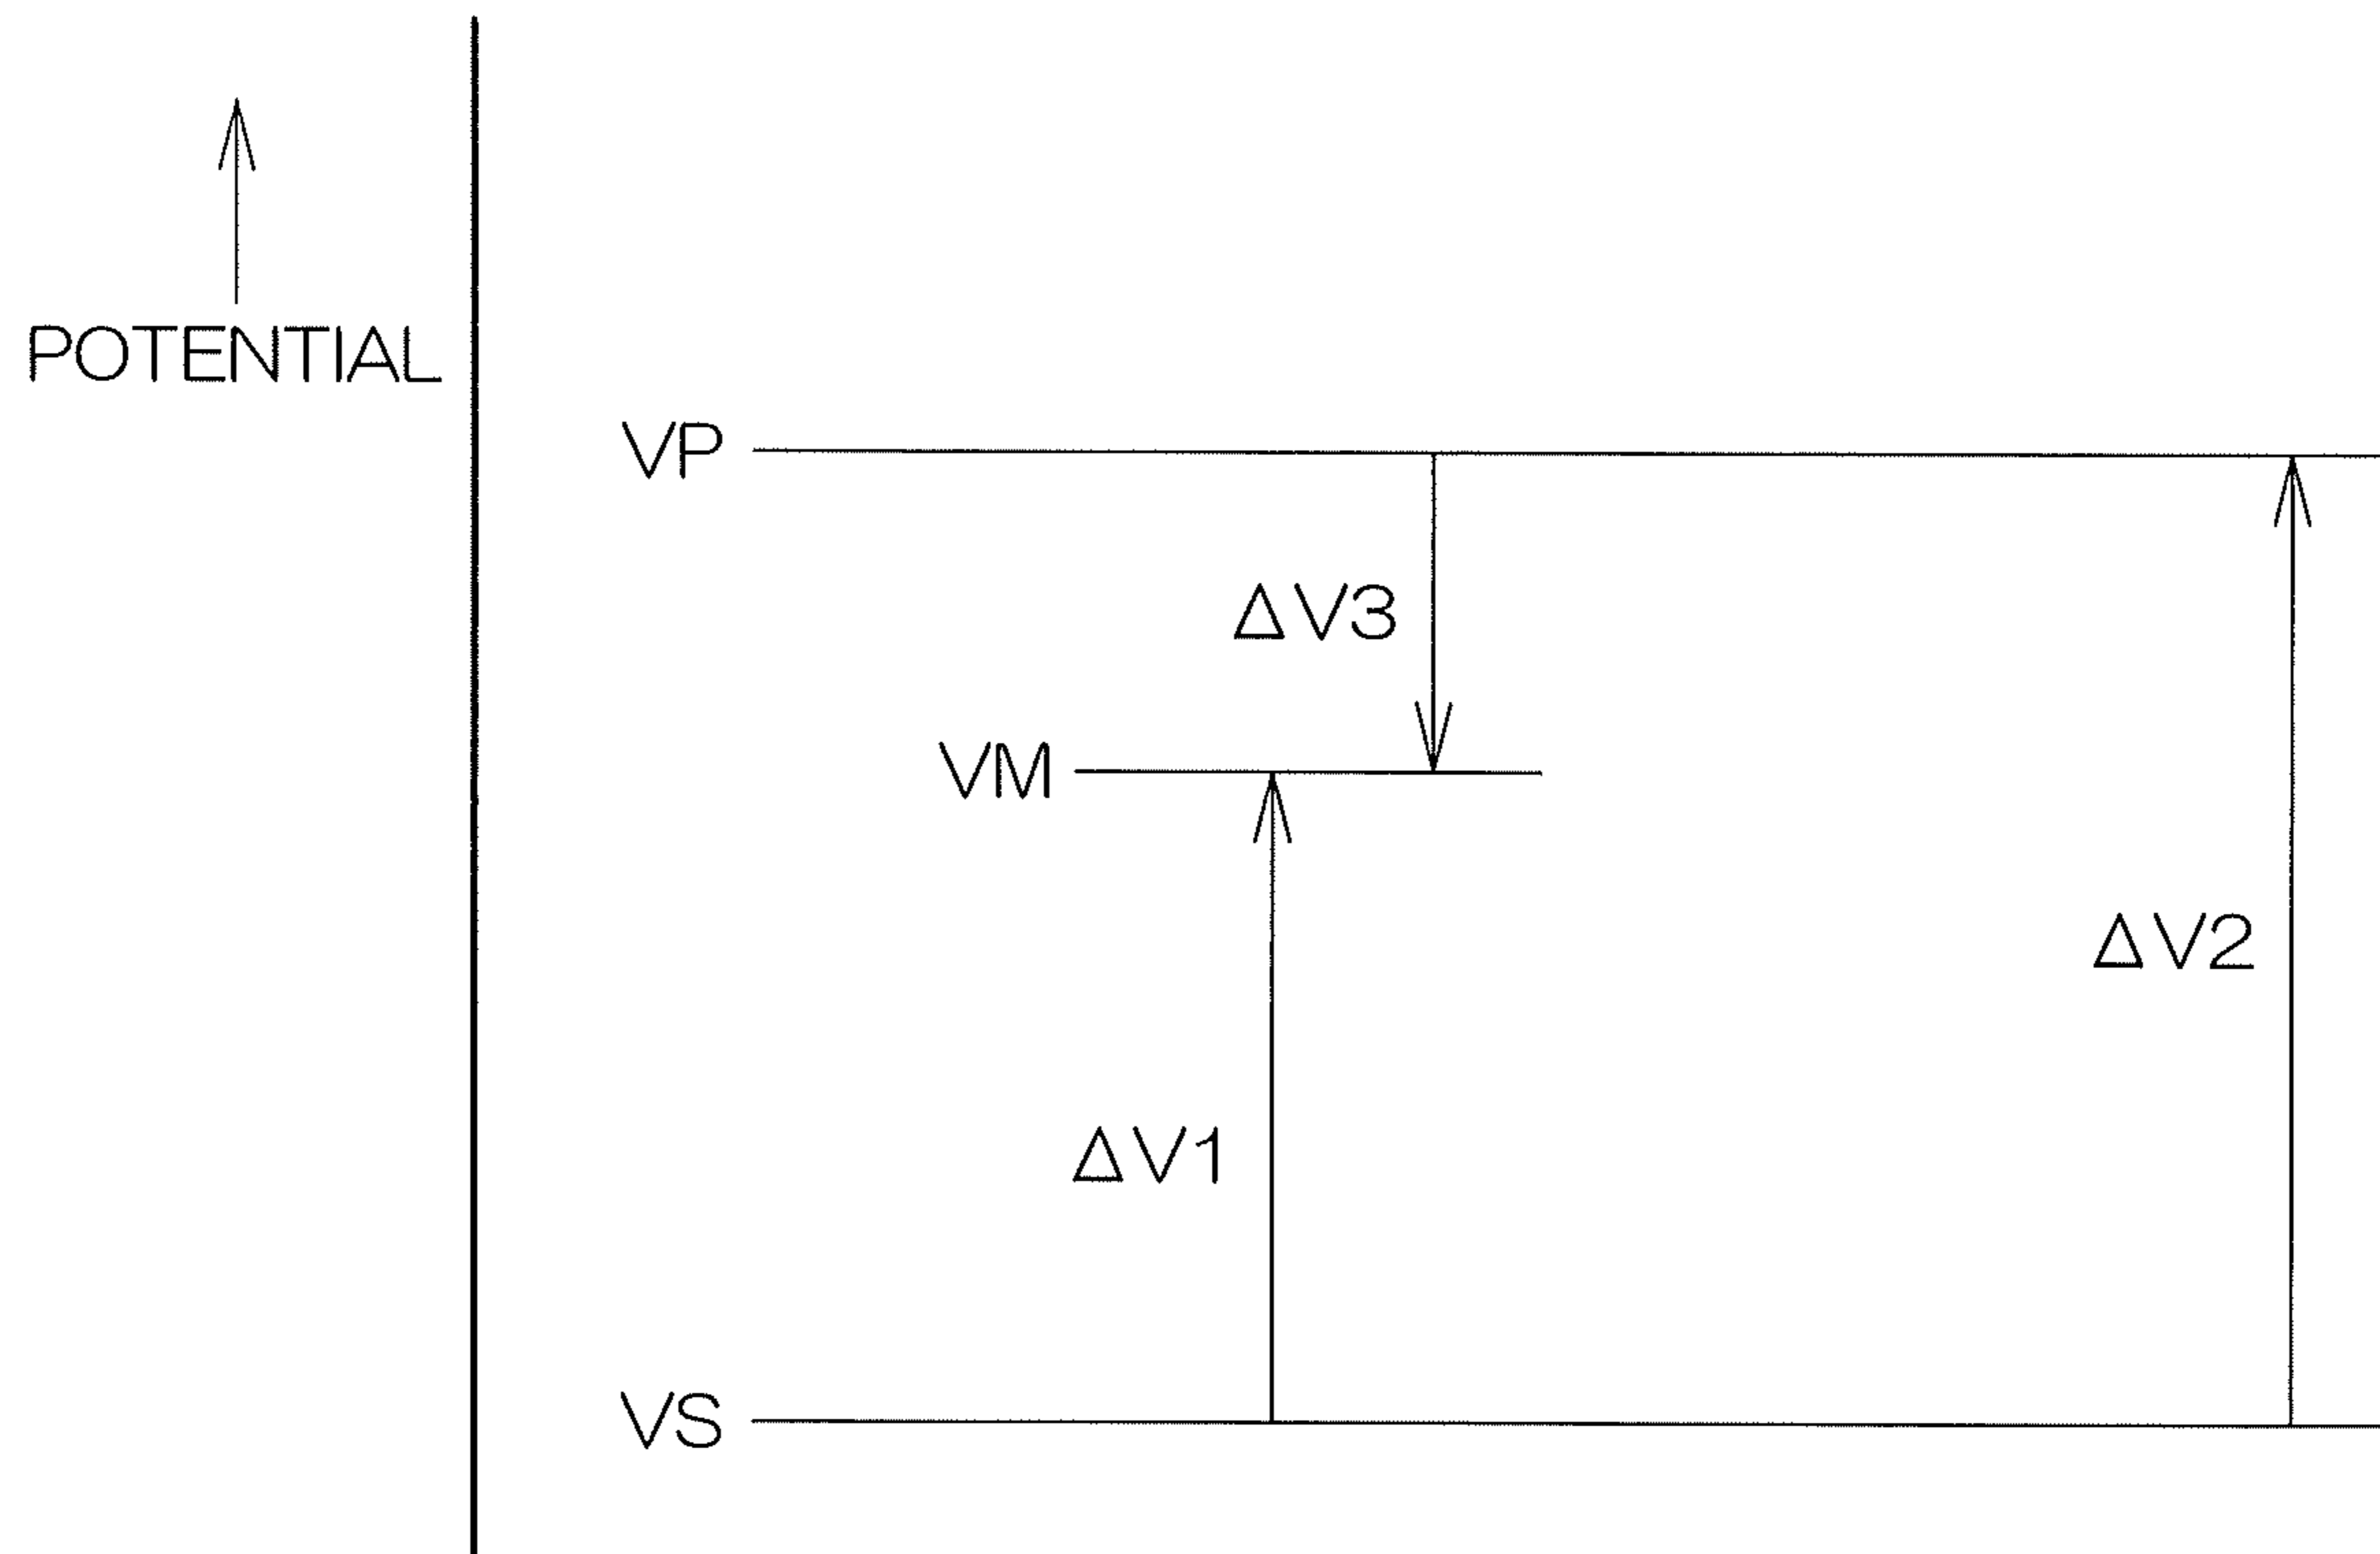 POTENTIAL
VP
ΔV3
VM
ΔV2
ΔV1
VS